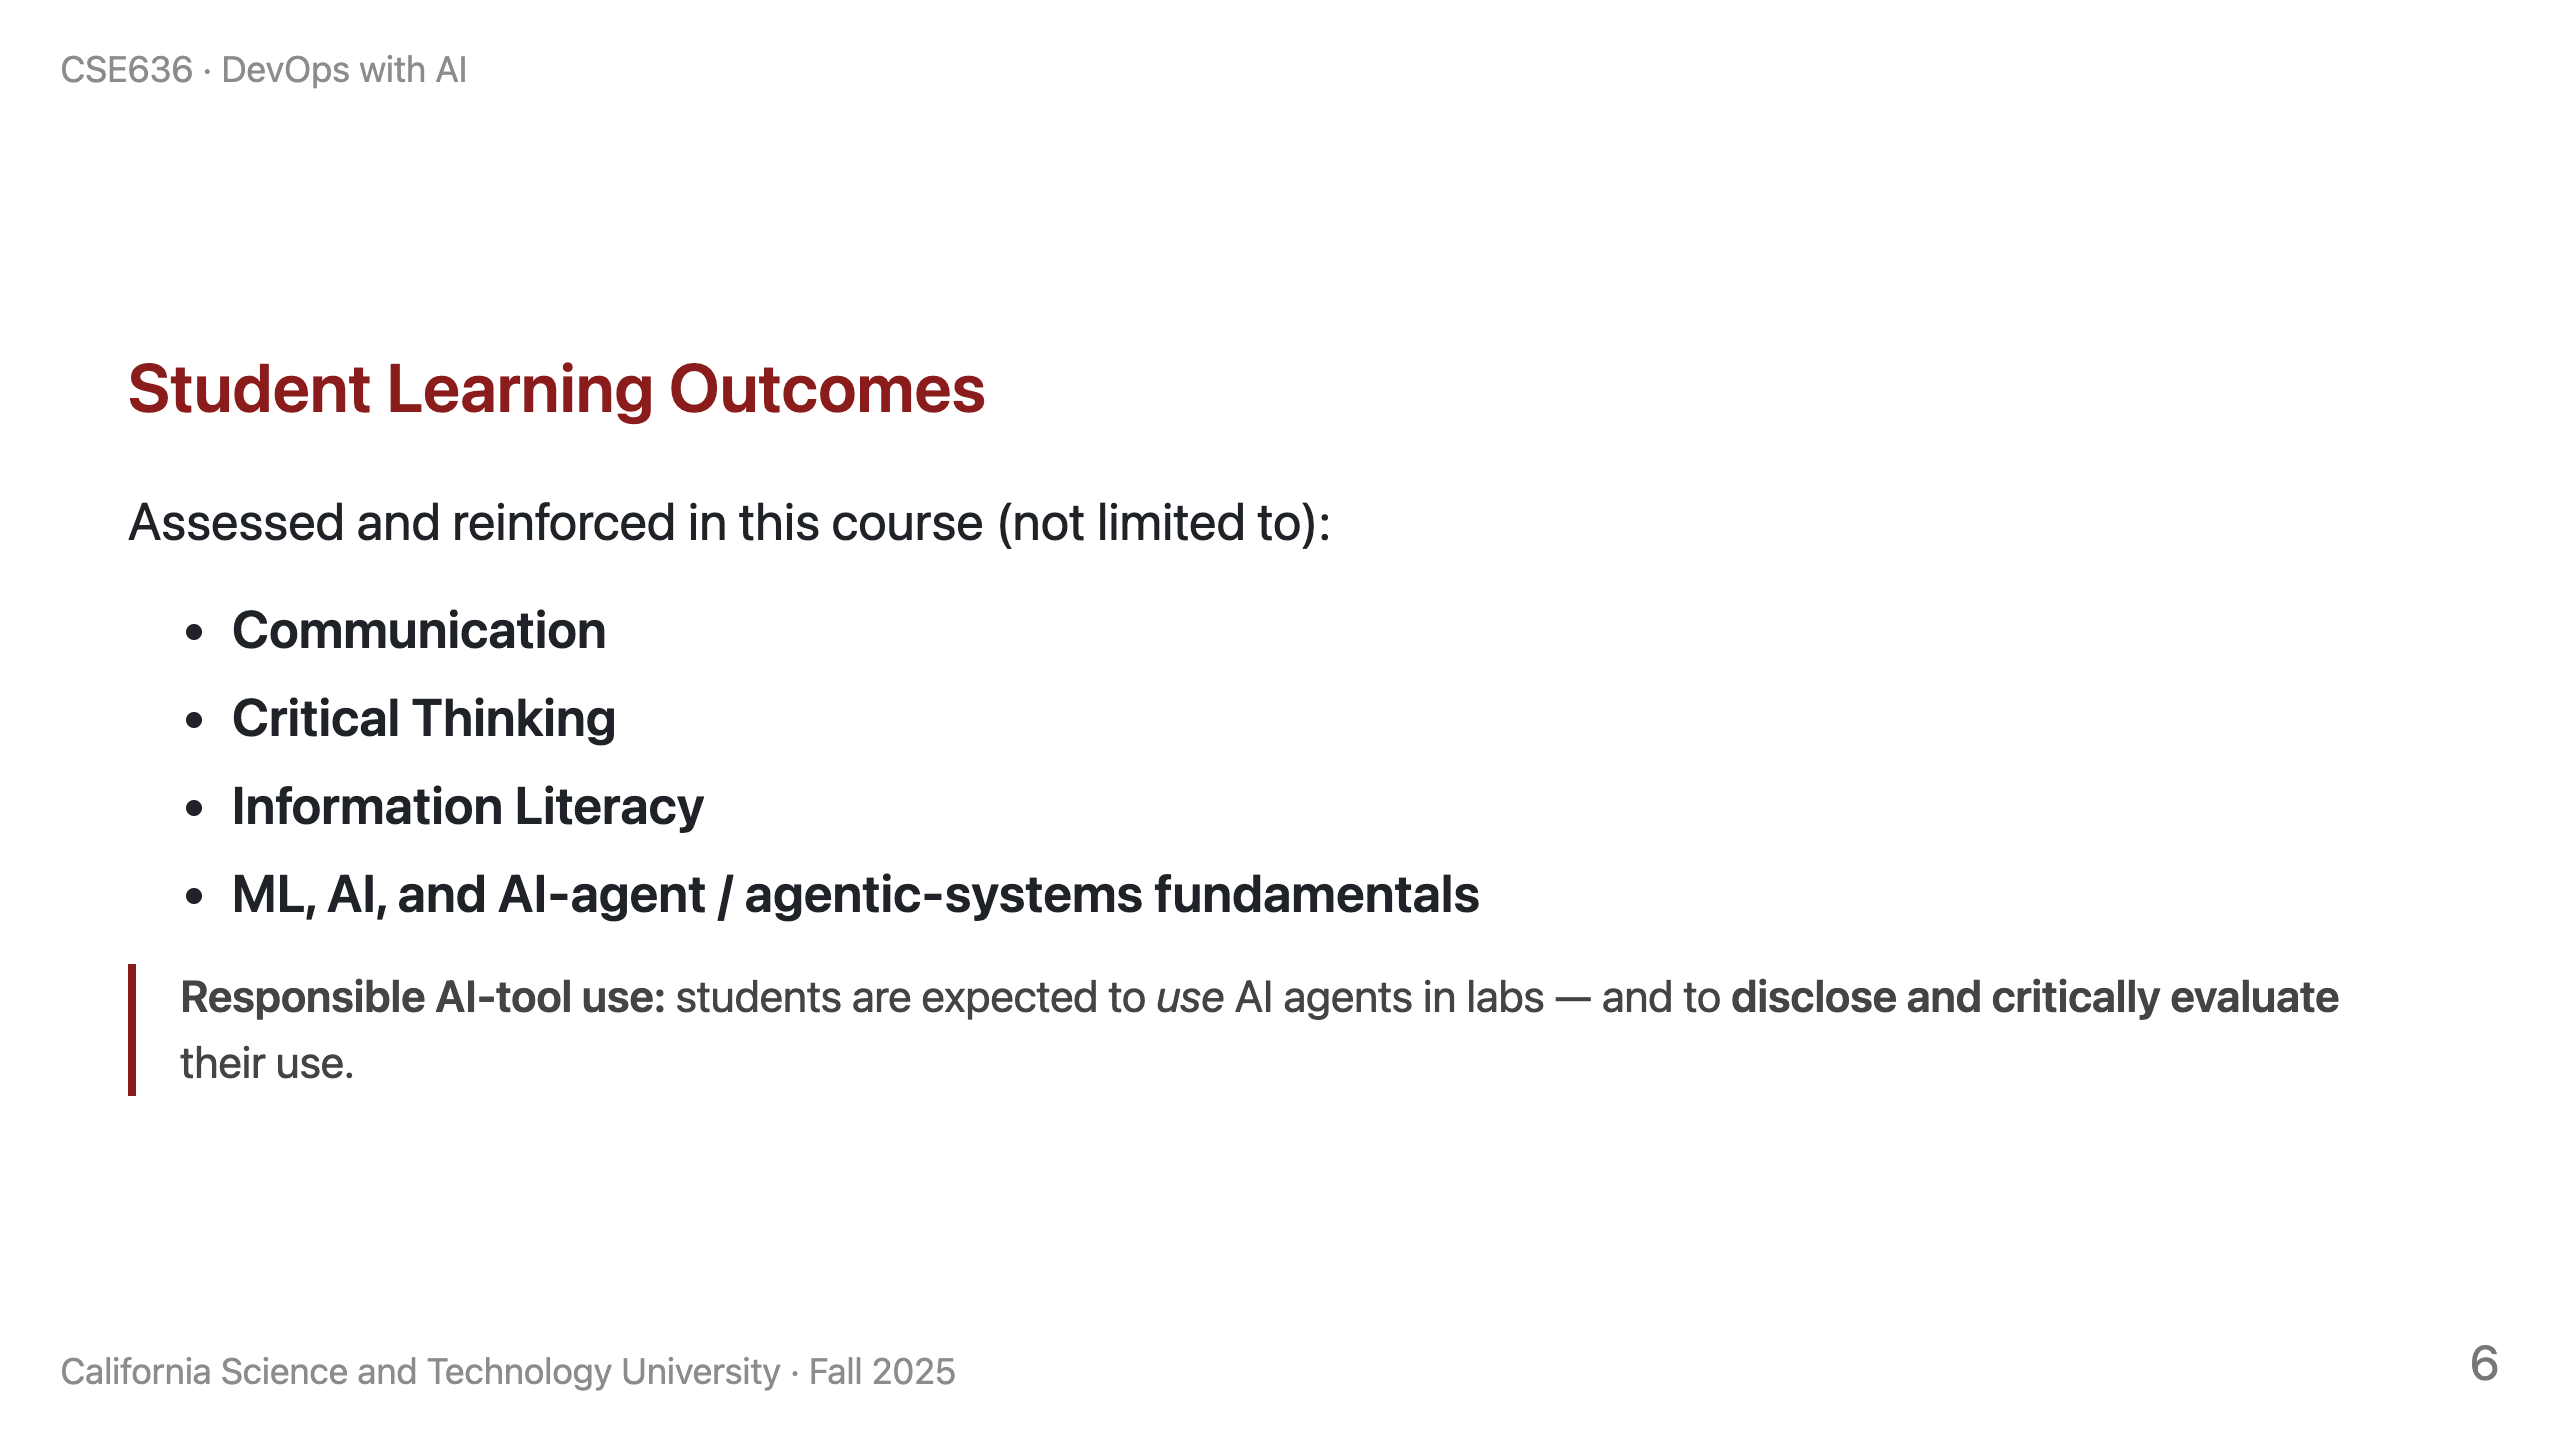 CSE636 · DevOps with AI
Student Learning Outcomes
Assessed and reinforced in this course (not limited to):
• Communication
• Critical Thinking
• Information Literacy
• ML, AI, and AI-agent / agentic-systems fundamentals
Responsible AI-tool use: students are expected to use AI agents in labs — and to disclose and critically evaluate
their use.
California Science and Technology University · Fall 2025
6